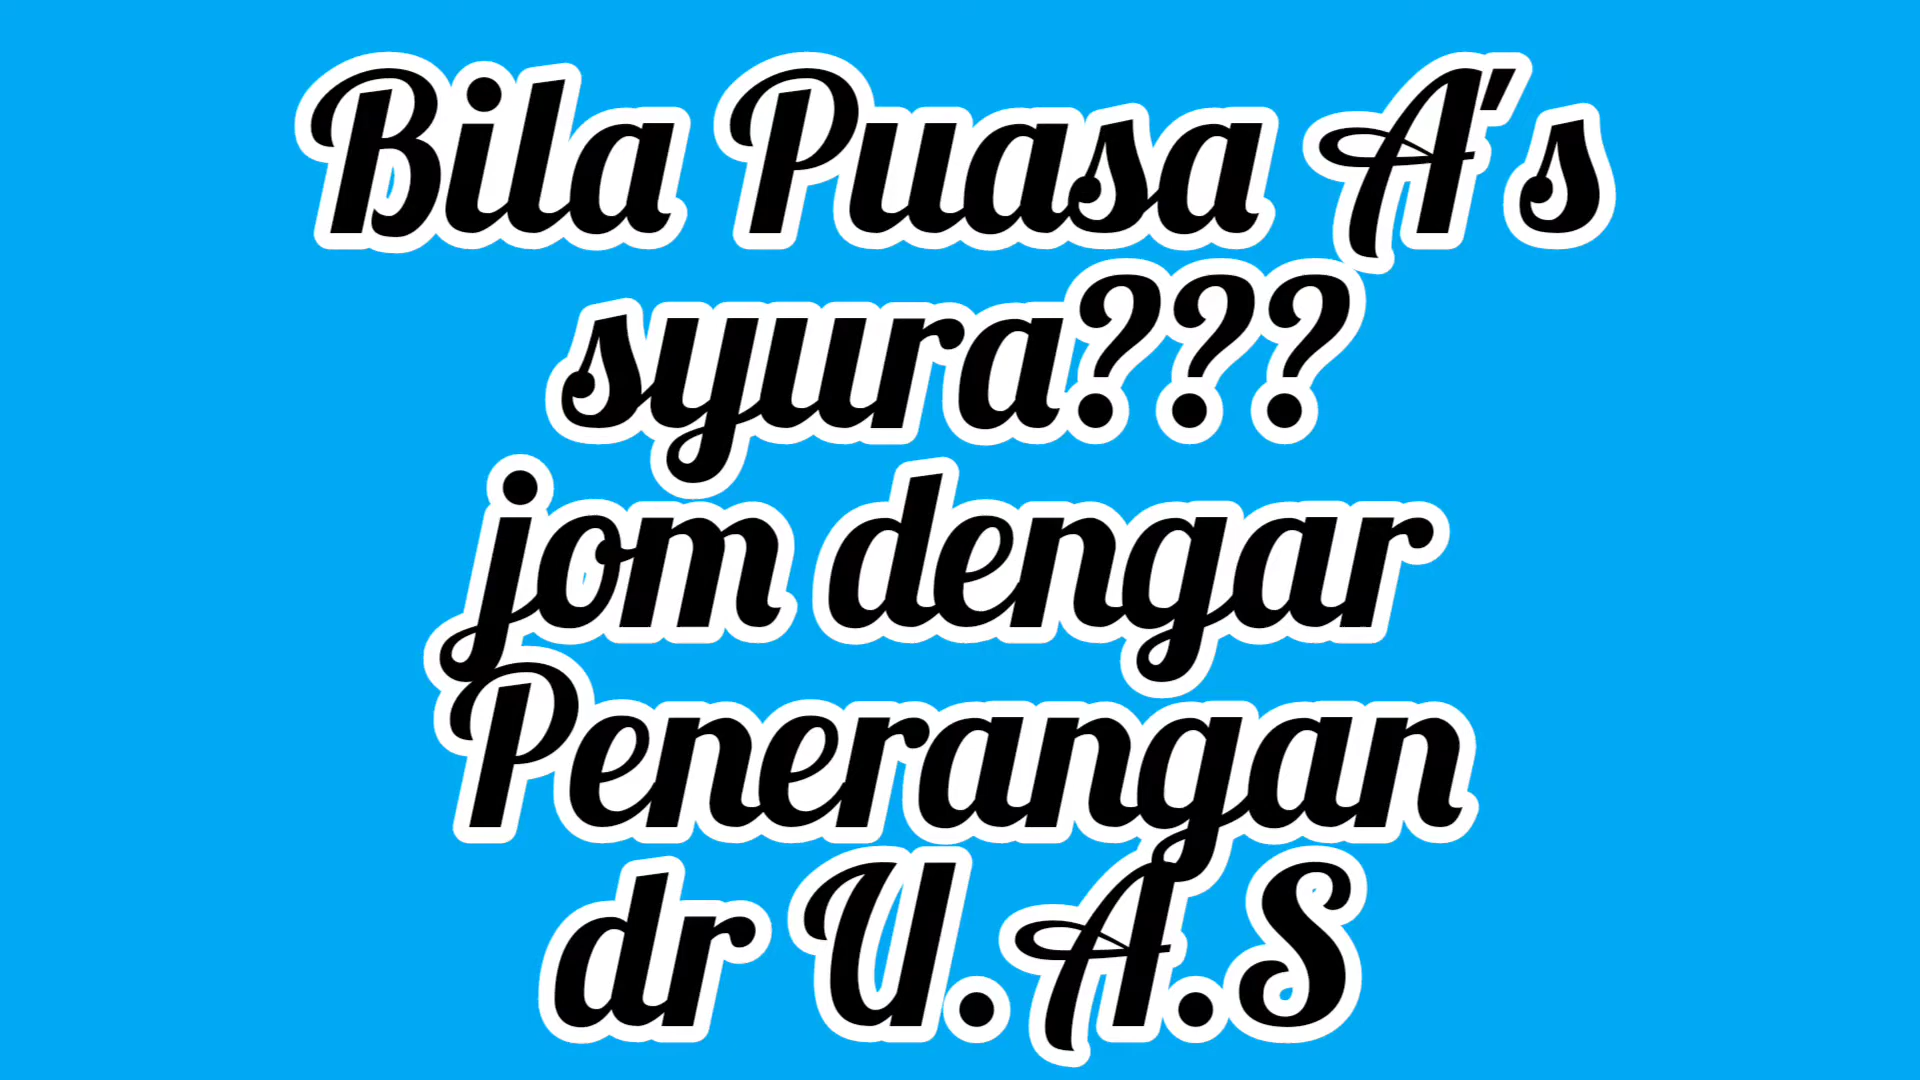 Bila Puasa A's
syura???
jom dengar
Penerangan
dr U.A.S